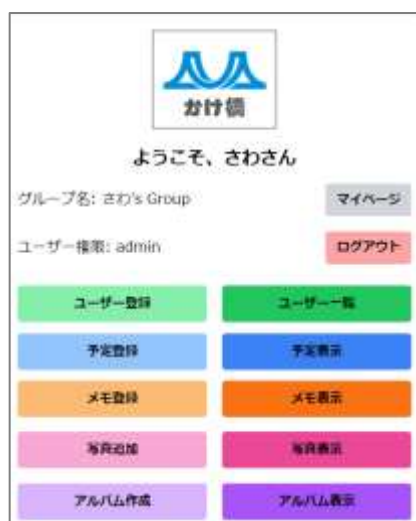 かけ橋
ようこそ、さわさん
グループ名: さわ's Group
マイページ
ユーザー権限: admin
ログアウト
ユーザー登録
ユーザー一覧
予定登録
予定表示
メモ登録
メモ表示
写真追加
写真表示
アルバム作成
アルバム表示